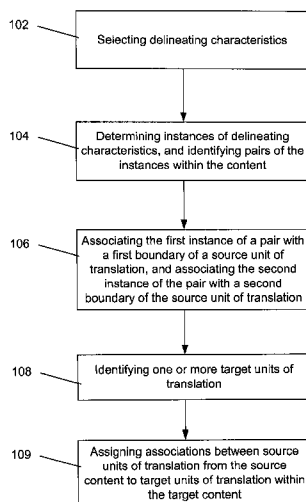 102
Selecting delineating characteristics
104
Determining instances of delineating
characteristics, and identifying pairs of the
instances within the content
106
Associating the first instance of a pair with
a first boundary of a source unit of
translation, and associating the second
instance of the pair with a second
boundary of the source unit of translation
108
Identifying one or more target units of
translation
109
Assigning associations between source
units of translation from the source
content to target units of translation within
the target content